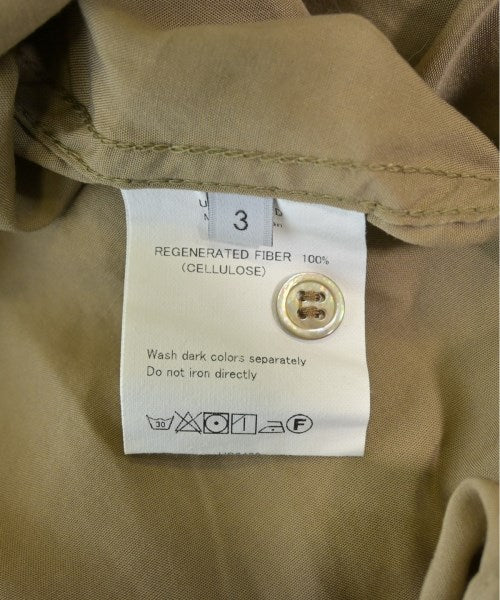 3
REGENERATED FIBER 100%
(CELLULOSE)
Wash dark colors separately
Do not iron directly
30 F